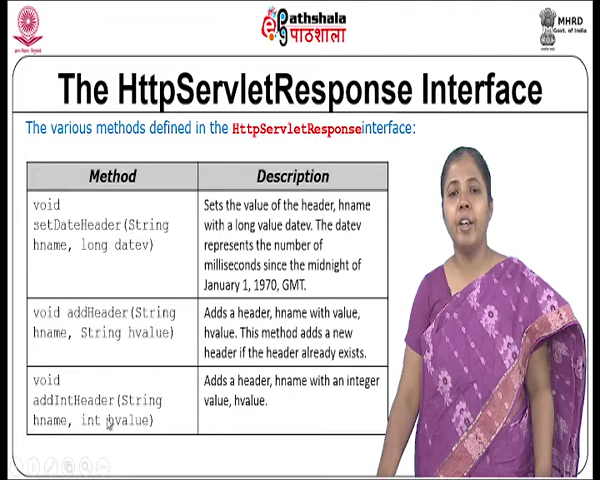 Pathshala
पाठशाला
MHRD
Govt. of India
The HttpServletResponse Interface
The various methods defined in the HttpServletResponseinterface:
Method
Description
void
setDateHeader(String
hname, long datev)
Sets the value of the header, hname
with a long value datev. The datev
represents the number of
milliseconds since the midnight of
January 1, 1970, GMT.
void addHeader(String
hname, String hvalue)
Adds a header, hname with value,
hvalue. This method adds a new
header if the header already exists.
void
addIntHeader(String
hname, int hvalue)
Adds a header, hname with an integer
value, hvalue.